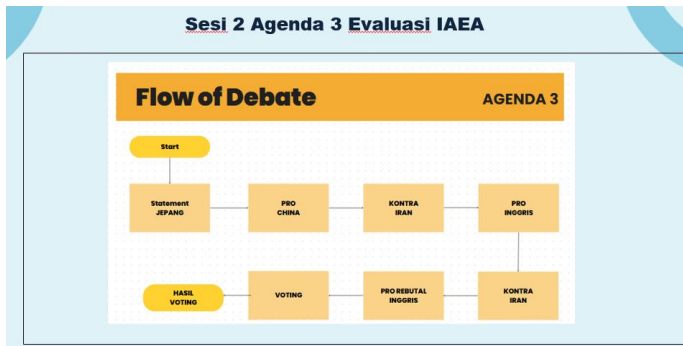 Sesi 2 Agenda 3 Evaluasi IAEA
Flow of Debate
AGENDA 3
Start
Statement
JEPANG
PRO
CHINA
KONTRA
IRAN
PRO
INGGRIS
KONTRA
IRAN
PRO REBUTAL
INGGRIS
VOTING
HASIL
VOTING